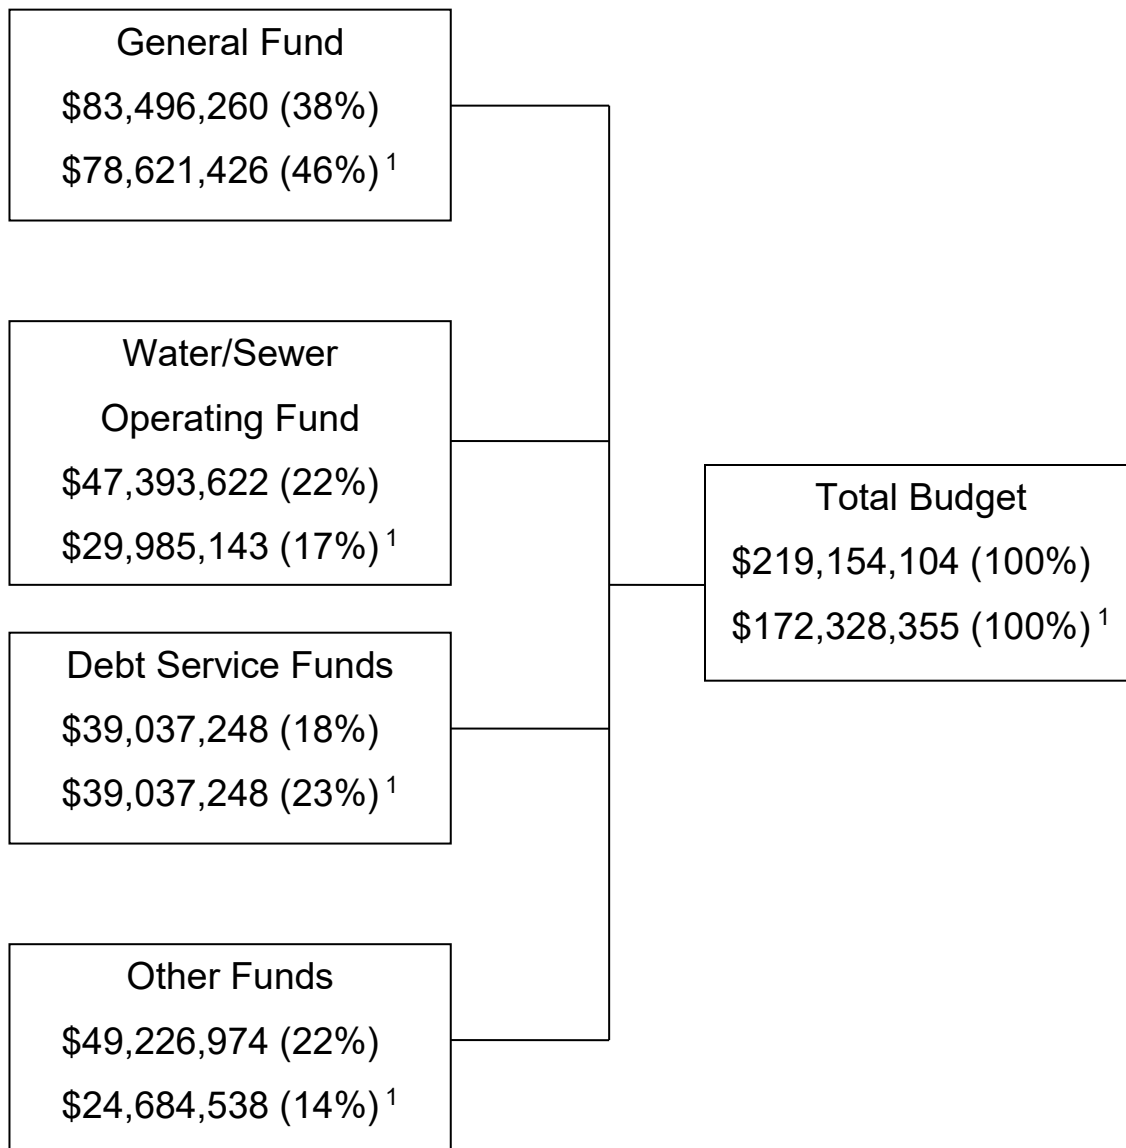 General Fund
$83,496,260 (38%)
$78,621,426 (46%) 1
Water/Sewer
Operating Fund
$47,393,622 (22%)
$29,985,143 (17%) 1
Debt Service Funds
$39,037,248 (18%)
$39,037,248 (23%) 1
Other Funds
$49,226,974 (22%)
$24,684,538 (14%) 1
Total Budget
$219,154,104 (100%)
$172,328,355 (100%) 1